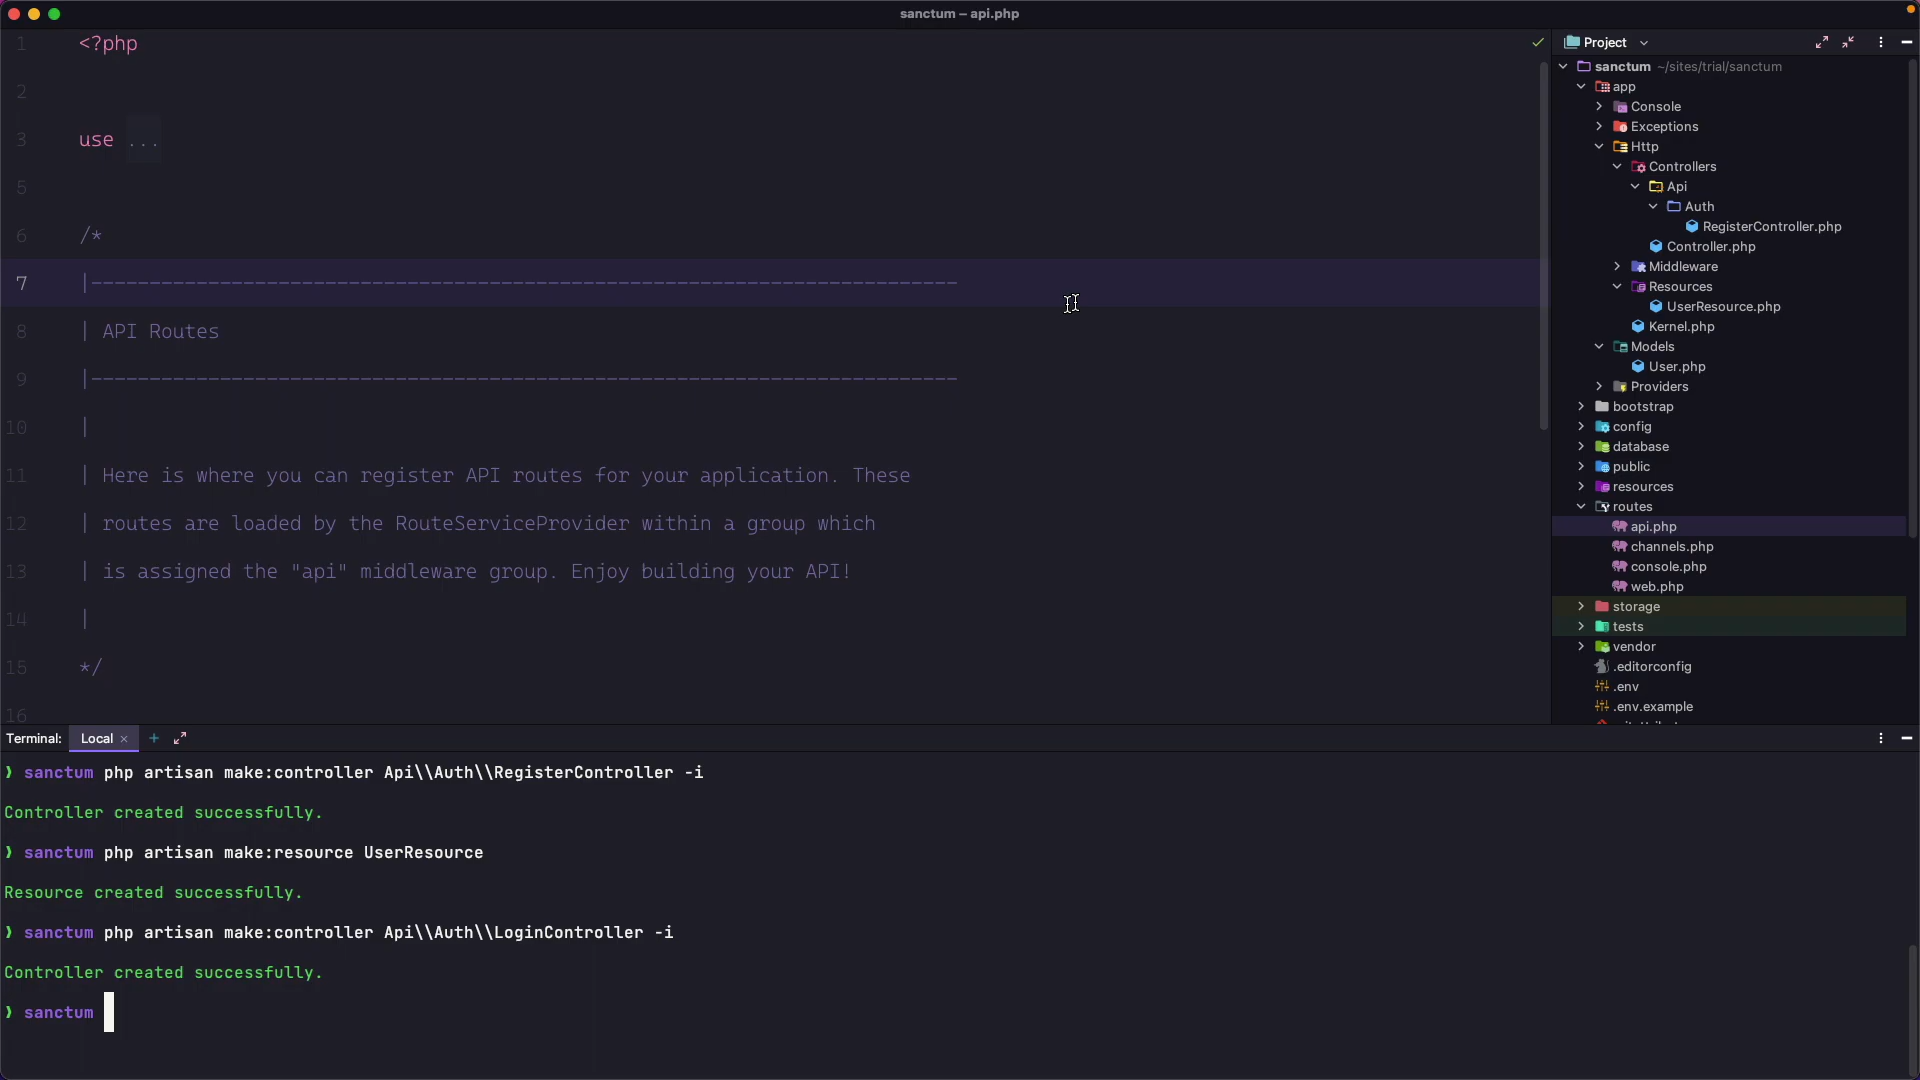 sanctum – api.php
1 <?php
2
3 use ...
5
6 /*
7 |--------------------------------------------------------------------------
8 | API Routes
9 |--------------------------------------------------------------------------
10 |
11 | Here is where you can register API routes for your application. These
12 | routes are loaded by the RouteServiceProvider within a group which
13 | is assigned the "api" middleware group. Enjoy building your API!
14 |
15 */
16
Project
sanctum ~/sites/trial/sanctum
app
Console
Exceptions
Http
Controllers
Api
Auth
RegisterController.php
Controller.php
Middleware
Resources
UserResource.php
Kernel.php
Models
User.php
Providers
bootstrap
config
database
public
resources
routes
api.php
channels.php
console.php
web.php
storage
tests
vendor
.editorconfig
.env
.env.example
Terminal: Local × +
❯ sanctum php artisan make:controller Api\\Auth\\RegisterController -i
Controller created successfully.
❯ sanctum php artisan make:resource UserResource
Resource created successfully.
❯ sanctum php artisan make:controller Api\\Auth\\LoginController -i
Controller created successfully.
❯ sanctum